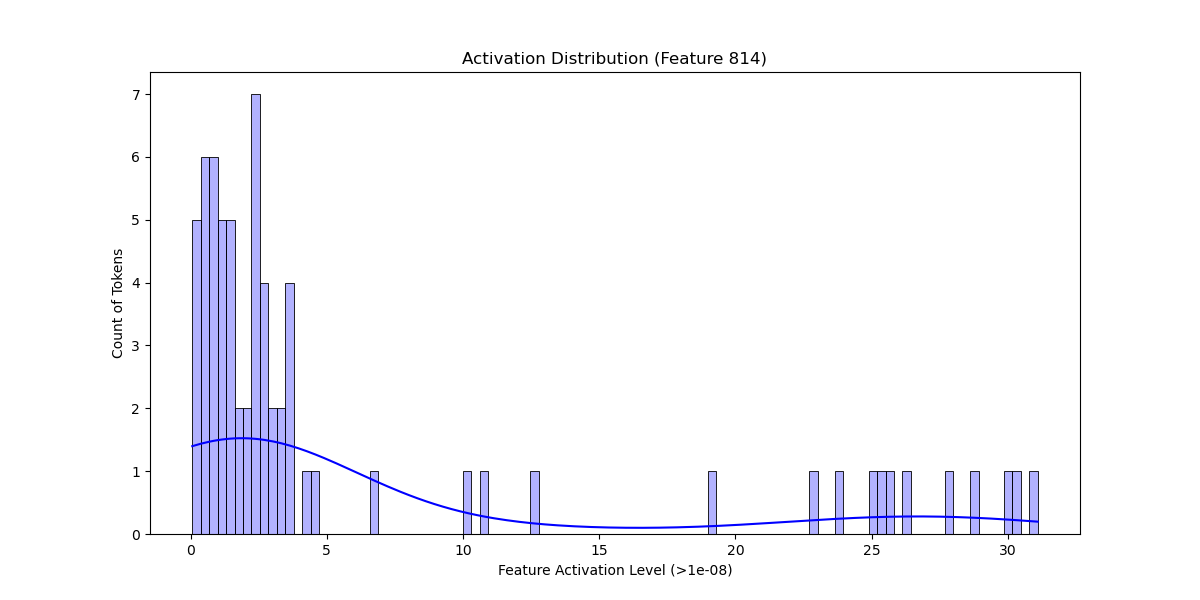 Activation Distribution (Feature 814)
7
6
5
4
3
2
1
0
Count of Tokens
0 5 10 15 20 25 30
Feature Activation Level (>1e-08)